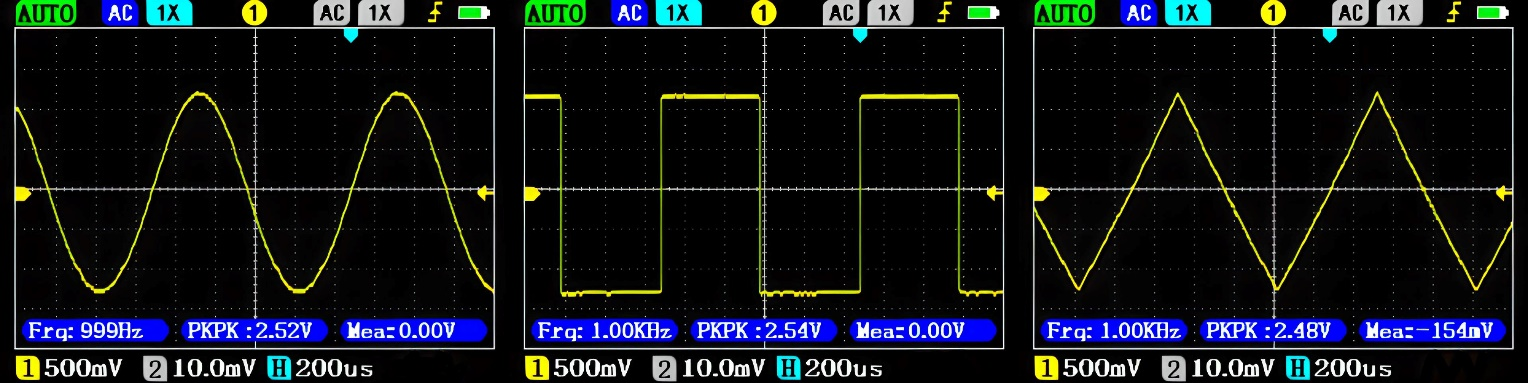 AUTO AC 1X 1 AC 1X
Frq: 999Hz PKPK:2.52V Mea:0.00V
1 500mV 2 10.0mV H 200us
AUTO AC 1X 1 AC 1X
Frq: 1.00KHz PKPK:2.54V Mea:0.00V
1 500mV 2 10.0mV H 200us
AUTO AC 1X 1 AC 1X
Frq: 1.00KHz PKPK:2.48V Mea:-154mV
1 500mV 2 10.0mV H 200us